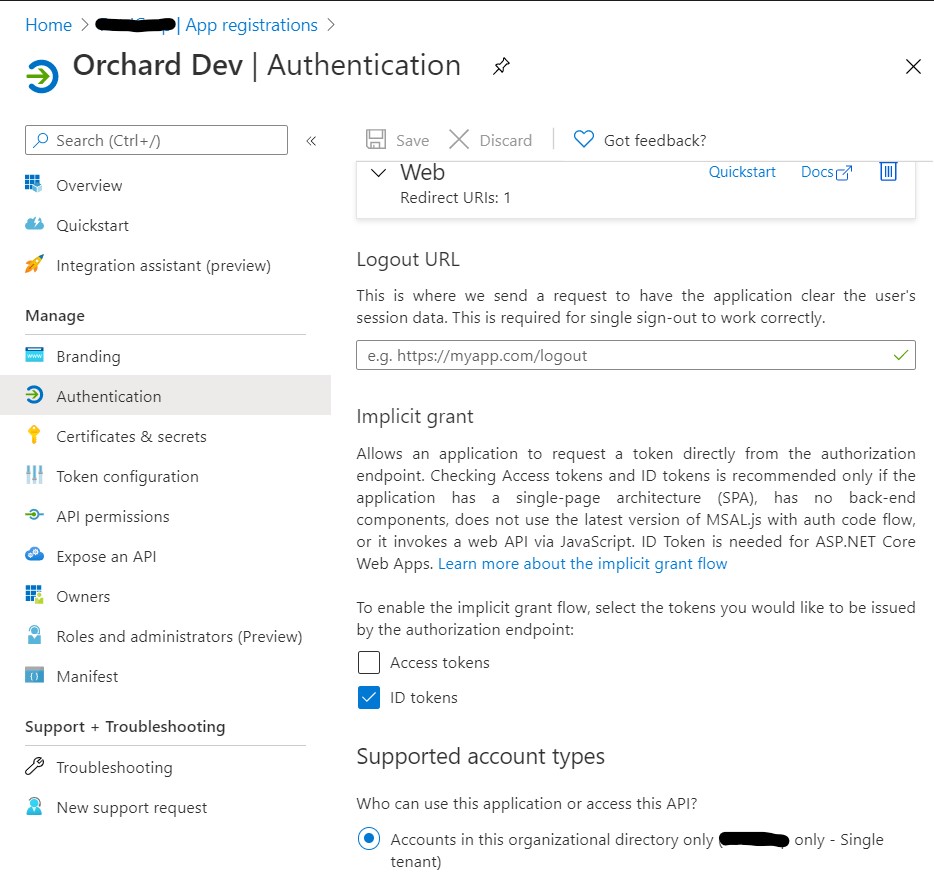 Home > | App registrations >
Orchard Dev | Authentication
Search (Ctrl+/)
«
Overview
Quickstart
Integration assistant (preview)
Manage
Branding
Authentication
Certificates & secrets
Token configuration
API permissions
Expose an API
Owners
Roles and administrators (Preview)
Manifest
Support + Troubleshooting
Troubleshooting
New support request
Save Discard Got feedback?
Web Quickstart Docs
Redirect URIs: 1
Logout URL
This is where we send a request to have the application clear the user's
session data. This is required for single sign-out to work correctly.
e.g. https://myapp.com/logout
Implicit grant
Allows an application to request a token directly from the authorization
endpoint. Checking Access tokens and ID tokens is recommended only if the
application has a single-page architecture (SPA), has no back-end
components, does not use the latest version of MSAL.js with auth code flow,
or it invokes a web API via JavaScript. ID Token is needed for ASP.NET Core
Web Apps. Learn more about the implicit grant flow
To enable the implicit grant flow, select the tokens you would like to be issued
by the authorization endpoint:
Access tokens
ID tokens
Supported account types
Who can use this application or access this API?
Accounts in this organizational directory only ( only - Single
tenant)